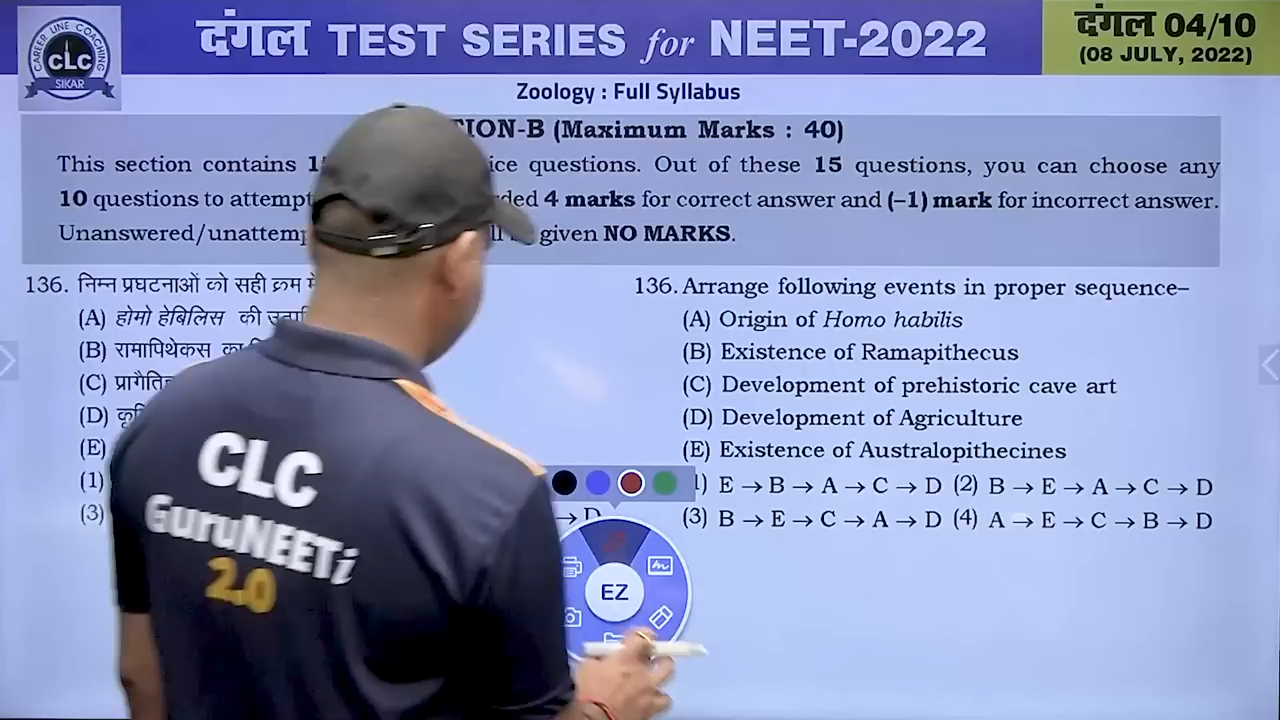 दंगल TEST SERIES for NEET-2022
दंगल 04/10
(08 JULY, 2022)
CAREER LINE COACHING
CLC
SIKAR
Zoology : Full Syllabus
(Maximum Marks : 40)
This section contains questions. Out of these 15 questions, you can choose any
10 questions to attempt 4 marks for correct answer and (–1) mark for incorrect answer.
given NO MARKS.
136. निम्न प्रघटनाओं को सही क्रम
(A) होमो हेबिलिस की
(B) रामापिथेकस
(C)
(D)
(E)
(1)
(3)
→ D
136. Arrange following events in proper sequence–
(A) Origin of Homo habilis
(B) Existence of Ramapithecus
(C) Development of prehistoric cave art
(D) Development of Agriculture
(E) Existence of Australopithecines
1) E → B → A → C → D (2) B → E → A → C → D
(3) B → E → C → A → D (4) A → E → C → B → D
EZ
CLC
GuruNEETi
2.0